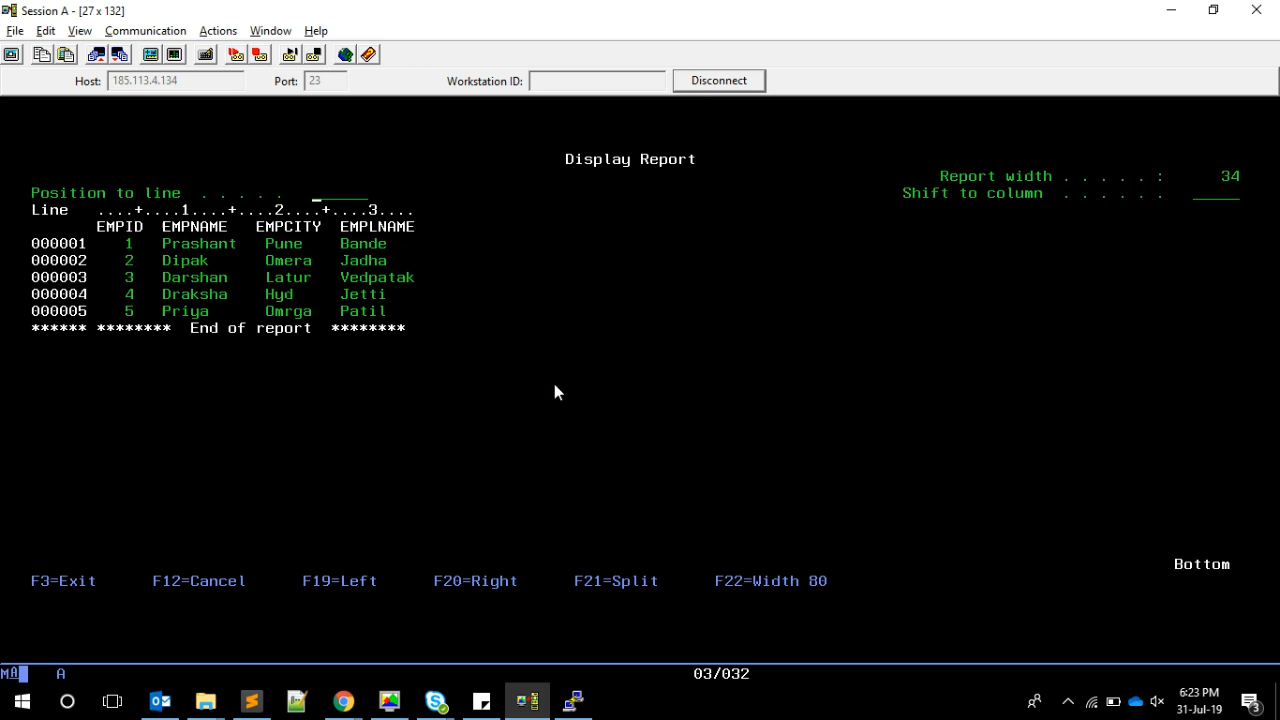 Session A - [27 x 132]
File Edit View Communication Actions Window Help
Host: 185.113.4.134 Port: 23 Workstation ID: Disconnect
Display Report
Report width . . . . . : 34
Position to line . . . . . Shift to column . . . . . .
Line ....+....1....+....2....+....3....
EMPID EMPNAME EMPCITY EMPLNAME
000001 1 Prashant Pune Bande
000002 2 Dipak Omera Jadha
000003 3 Darshan Latur Vedpatak
000004 4 Draksha Hyd Jetti
000005 5 Priya Omrga Patil
****** ******** End of report ********
Bottom
F3=Exit F12=Cancel F19=Left F20=Right F21=Split F22=Width 80
MA A 03/032
6:23 PM
31-Jul-19
3